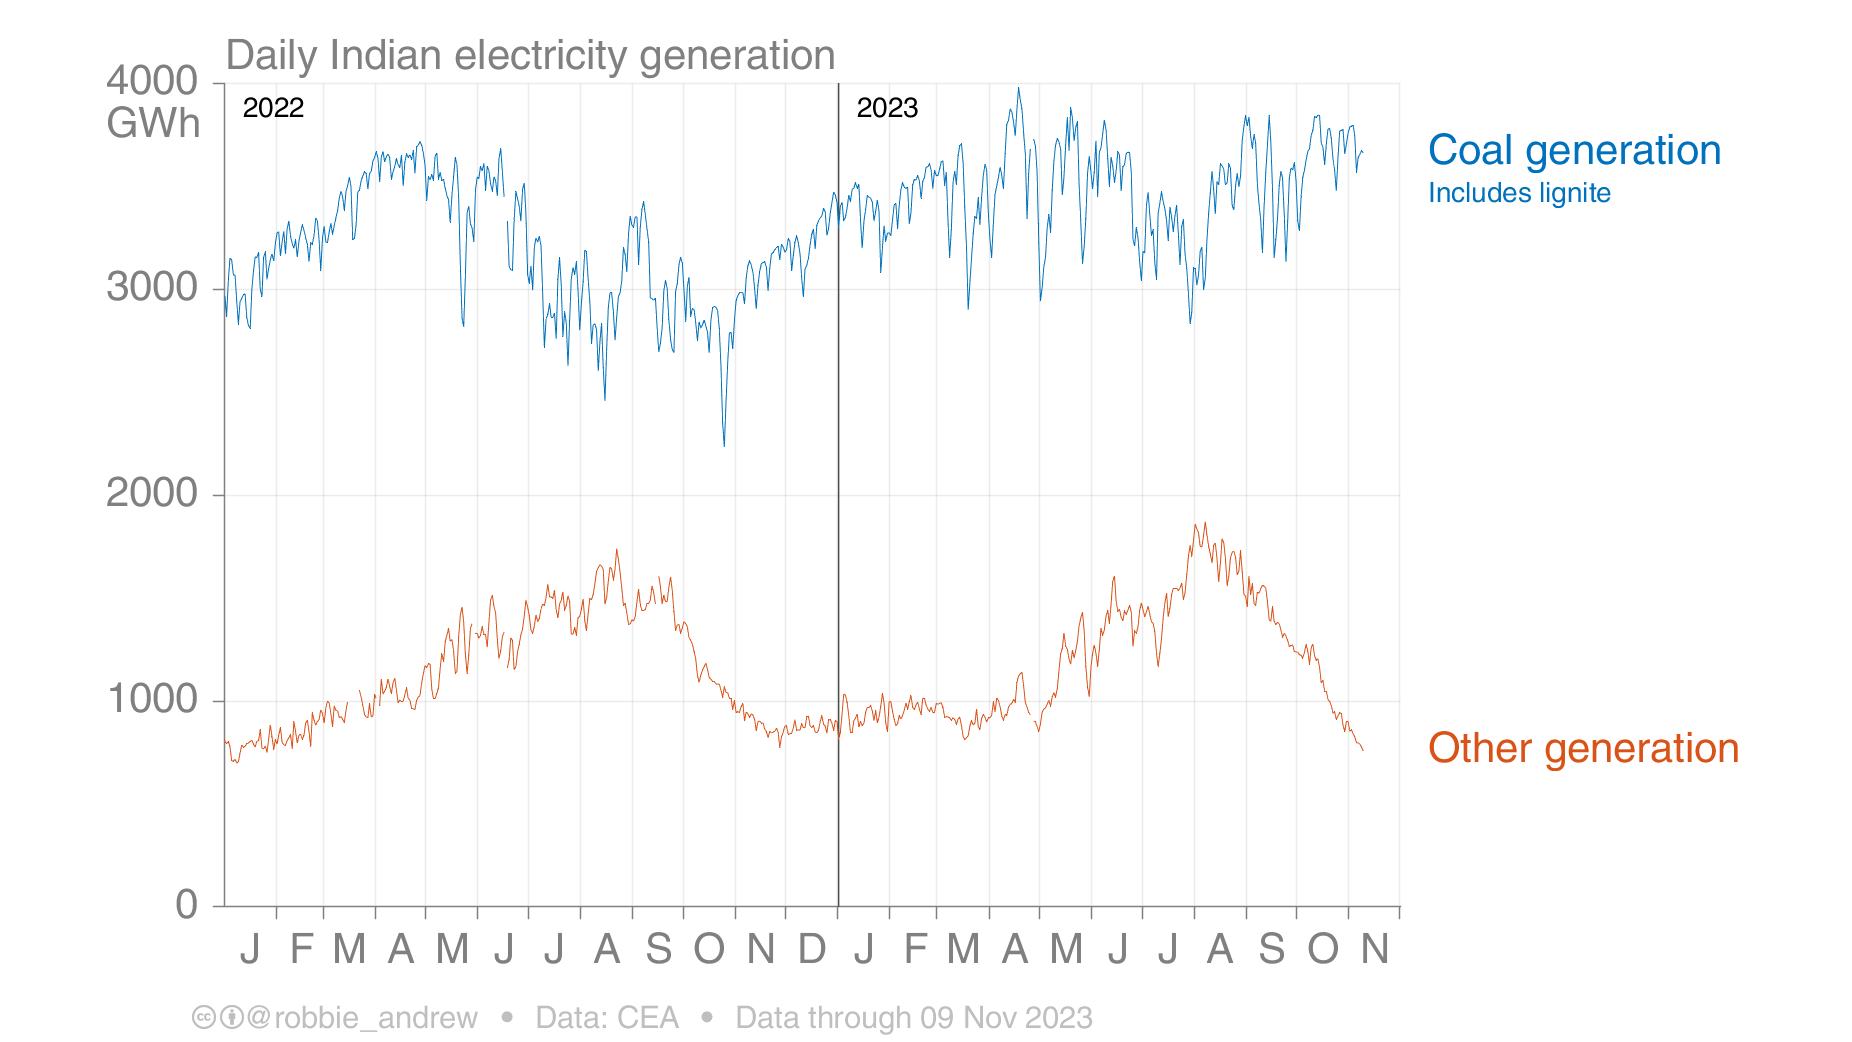 Daily Indian electricity generation
4000
GWh
3000
2000
1000
0
2022
2023
Coal generation
Includes lignite
Other generation
J F M A M J J A S O N D J F M A M J J A S O N
cc @robbie_andrew • Data: CEA • Data through 09 Nov 2023